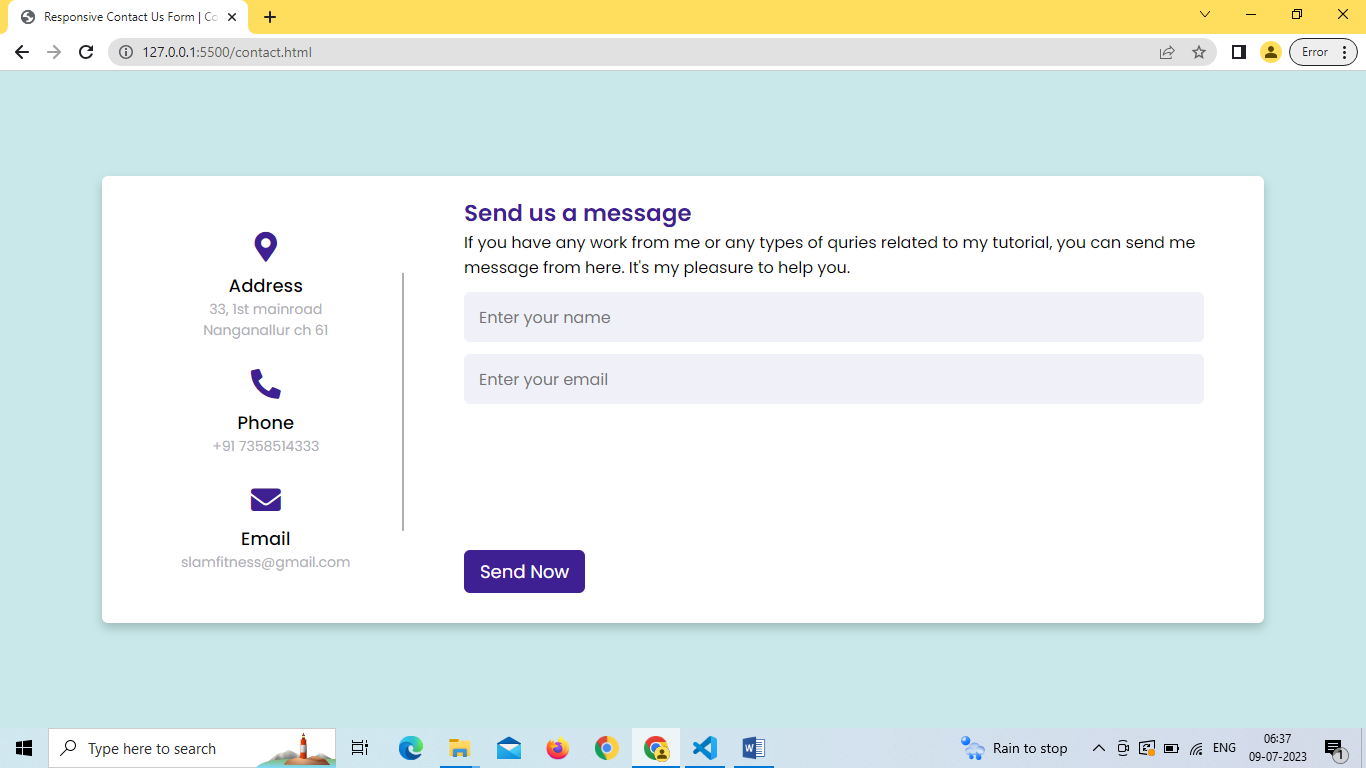 Responsive Contact Us Form | Co
127.0.0.1:5500/contact.html
Error
Send us a message
If you have any work from me or any types of quries related to my tutorial, you can send me
message from here. It's my pleasure to help you.
Address
33, 1st mainroad
Nanganallur ch 61
Enter your name
Enter your email
Phone
+91 7358514333
Email
slamfitness@gmail.com
Send Now
Type here to search
Rain to stop
ENG
06:37
09-07-2023
1